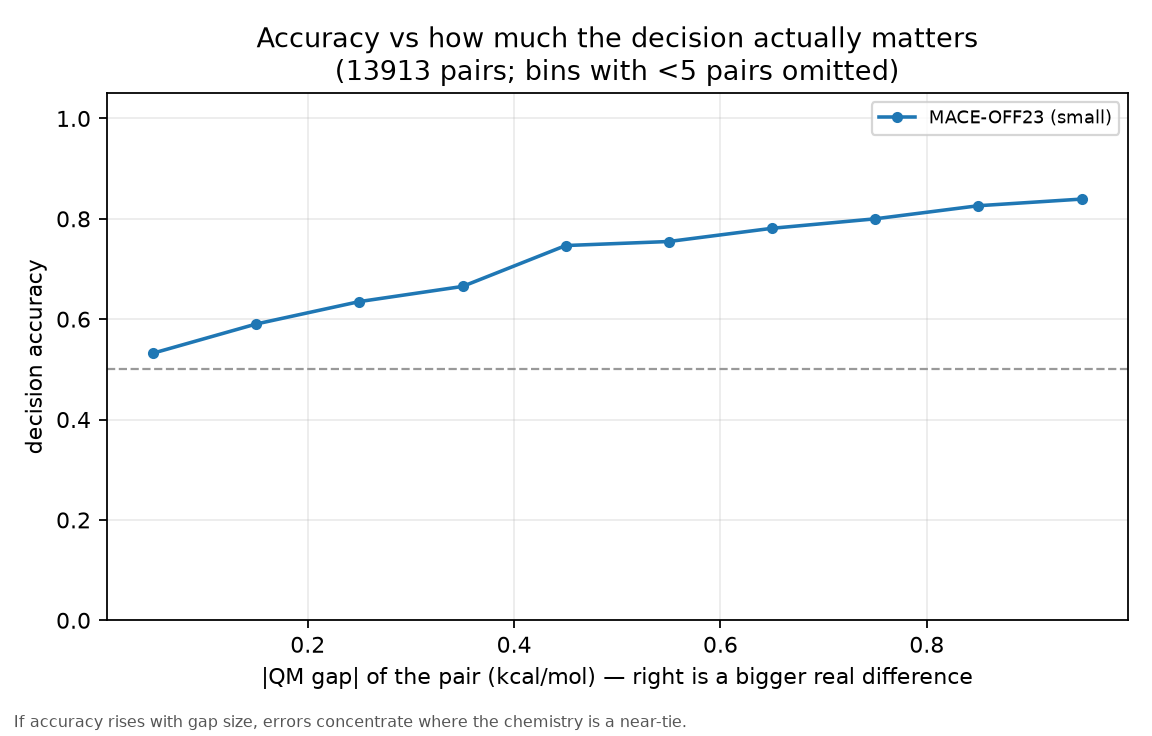 Accuracy vs how much the decision actually matters
(13913 pairs; bins with <5 pairs omitted)
MACE-OFF23 (small)
decision accuracy
1.0
0.8
0.6
0.4
0.2
0.0
0.2
0.4
0.6
0.8
|QM gap| of the pair (kcal/mol) — right is a bigger real difference
If accuracy rises with gap size, errors concentrate where the chemistry is a near-tie.